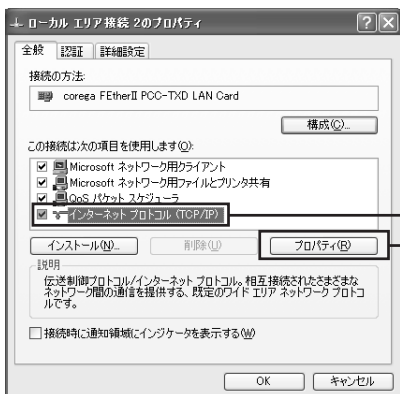 ローカル エリア接続 2のプロパティ
全般 認証 詳細設定
接続の方法:
corega FEtherII PCC-TXD LAN Card
構成(C)...
この接続は次の項目を使用します(O):
Microsoft ネットワーク用クライアント
Microsoft ネットワーク用ファイルとプリンタ共有
QoS パケット スケジューラ
インターネット プロトコル (TCP/IP)
インストール(N)... 削除(U) プロパティ(R)
説明
伝送制御プロトコル/インターネット プロトコル。相互接続されたさまざまな
ネットワーク間の通信を提供する、既定のワイド エリア ネットワーク プロトコ
ルです。
接続時に通知領域にインジケータを表示する(W)
OK キャンセル